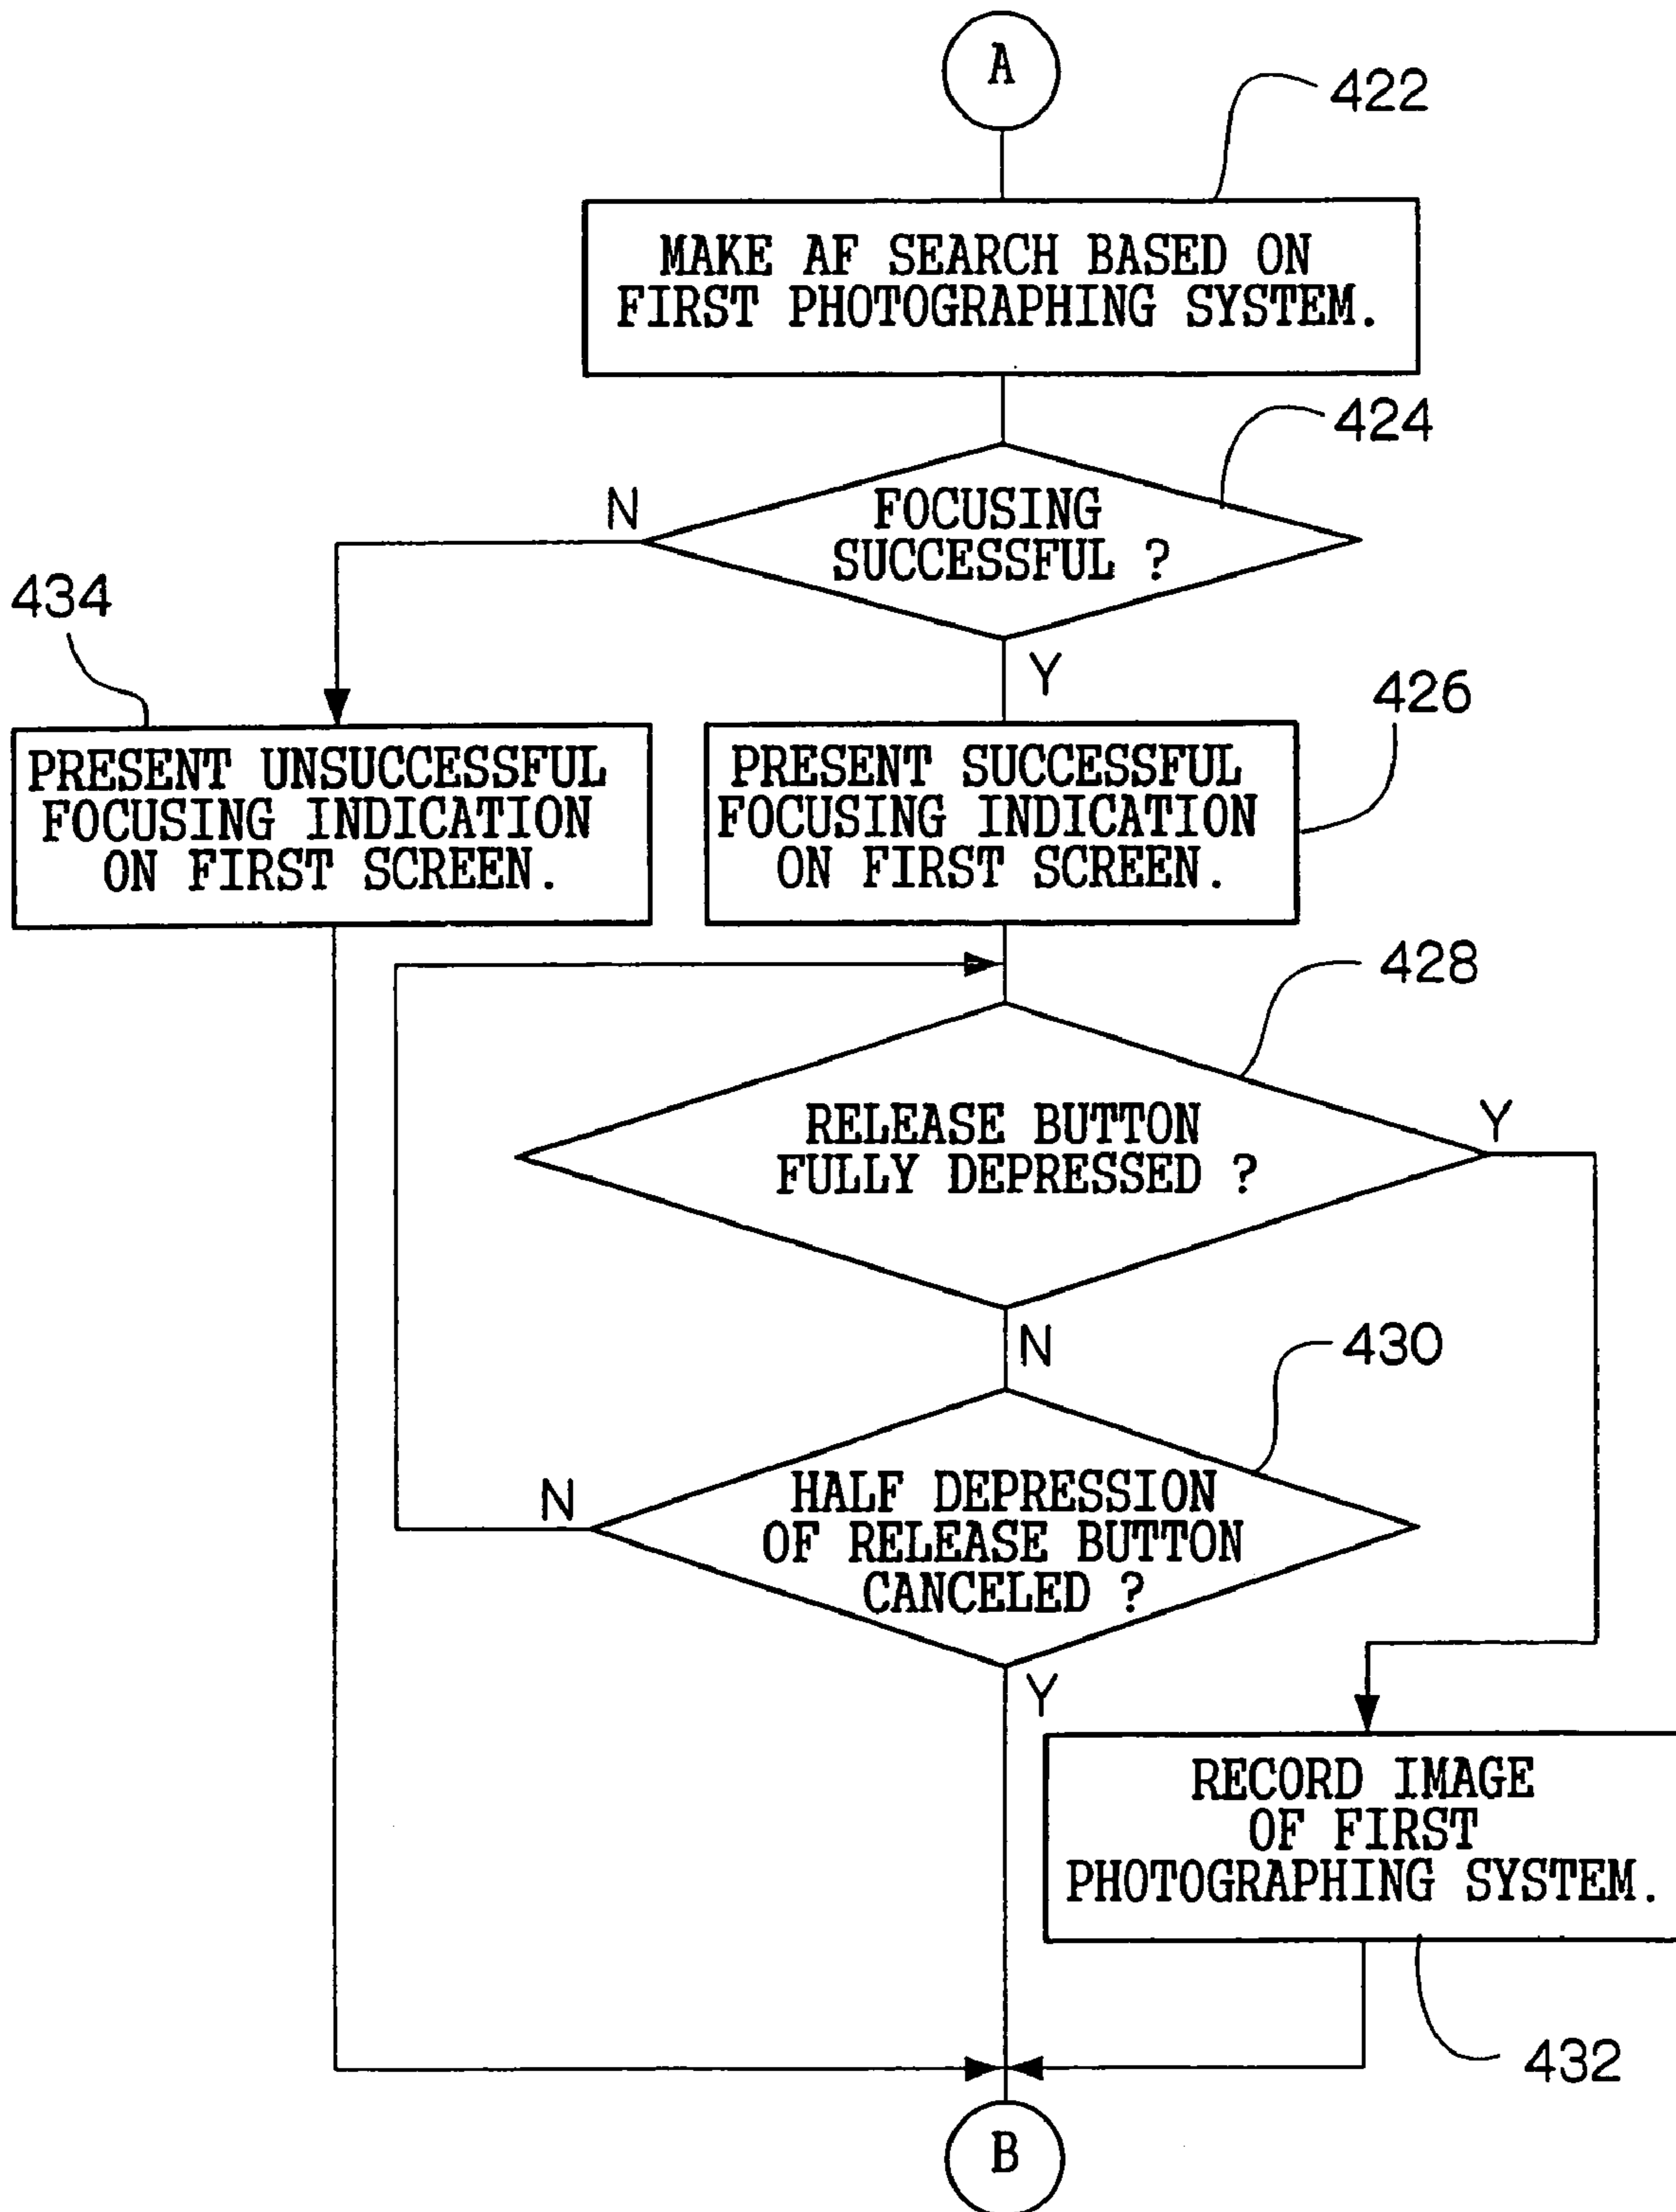 A
422
MAKE AF SEARCH BASED ON
FIRST PHOTOGRAPHING SYSTEM.
424
N
FOCUSING
SUCCESSFUL ?
434
Y
426
PRESENT UNSUCCESSFUL
FOCUSING INDICATION
ON FIRST SCREEN.
PRESENT SUCCESSFUL
FOCUSING INDICATION
ON FIRST SCREEN.
428
RELEASE BUTTON
FULLY DEPRESSED ?
Y
N
430
N
HALF DEPRESSION
OF RELEASE BUTTON
CANCELED ?
Y
RECORD IMAGE
OF FIRST
PHOTOGRAPHING SYSTEM.
432
B